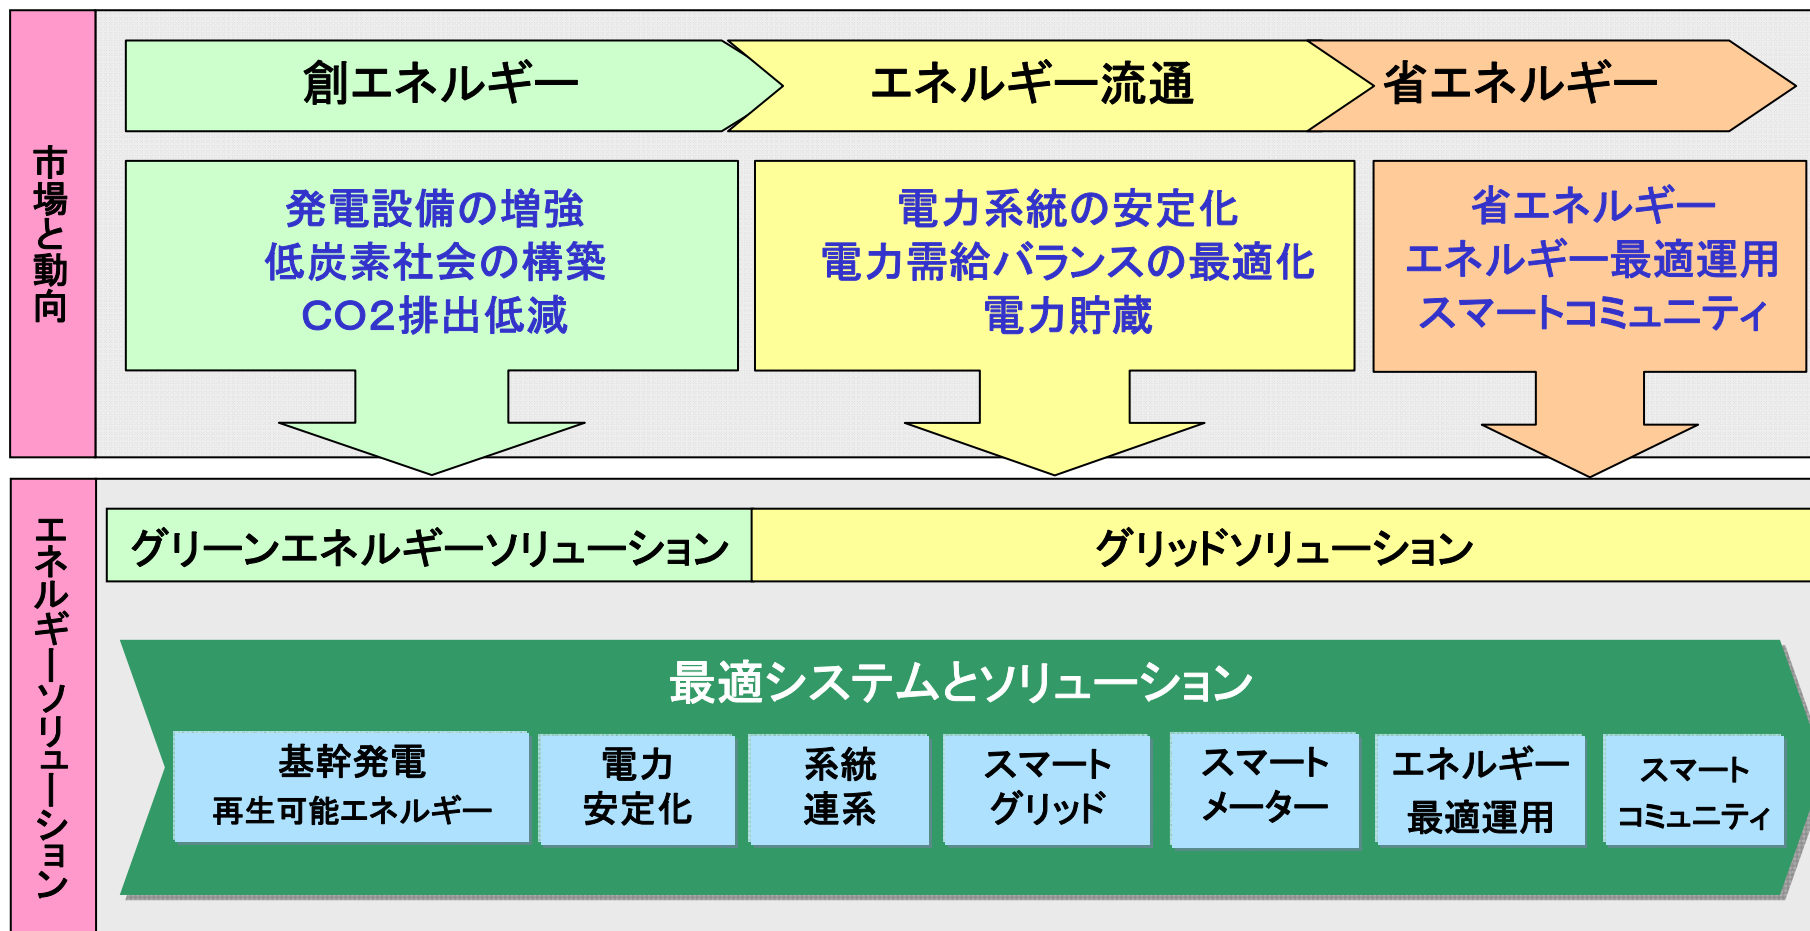 市場と動向
創エネルギー
エネルギー流通
省エネルギー
発電設備の増強
低炭素社会の構築
CO2排出低減
電力系統の安定化
電力需給バランスの最適化
電力貯蔵
省エネルギー
エネルギー最適運用
スマートコミュニティ
エネルギーソリューション
グリーンエネルギーソリューション
グリッドソリューション
最適システムとソリューション
基幹発電
再生可能エネルギー
電力
安定化
系統
連系
スマート
グリッド
スマート
メーター
エネルギー
最適運用
スマート
コミュニティ